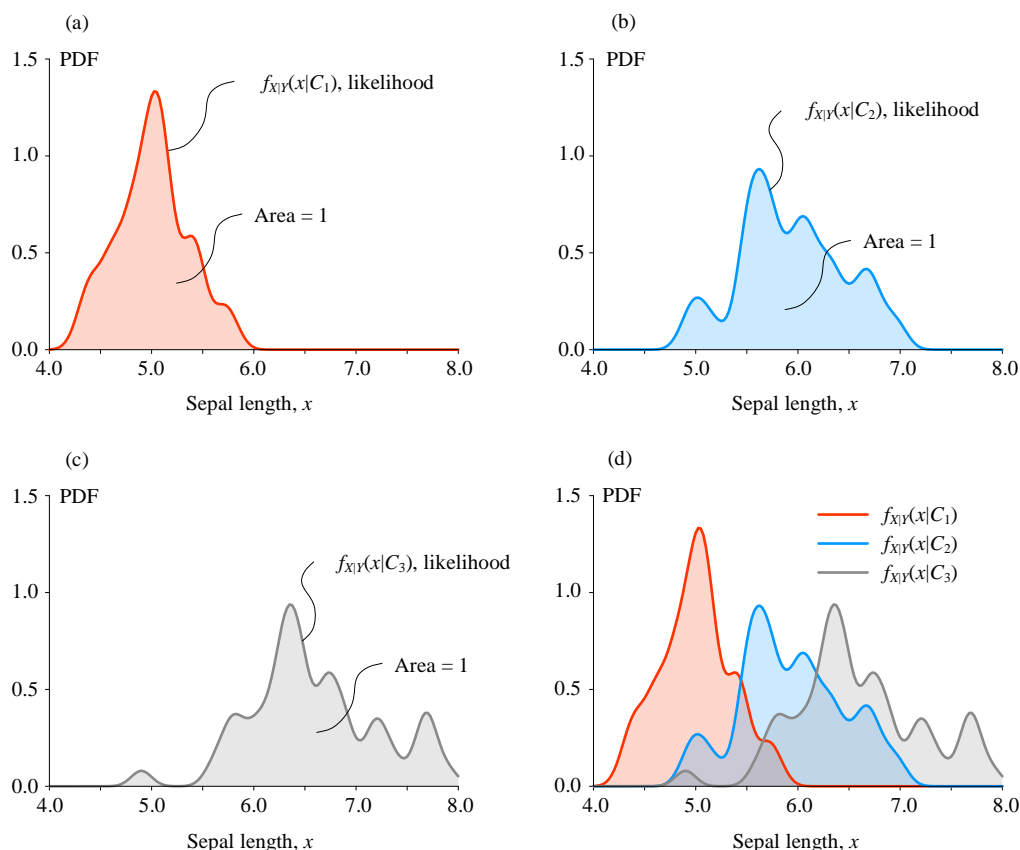 (a)
PDF
1.5
1.0
0.5
0.0
4.0 5.0 6.0 7.0 8.0
Sepal length, x
f_{X|Y}(x|C_1), likelihood
Area = 1
(b)
PDF
1.5
1.0
0.5
0.0
4.0 5.0 6.0 7.0 8.0
Sepal length, x
f_{X|Y}(x|C_2), likelihood
Area = 1
(c)
PDF
1.5
1.0
0.5
0.0
4.0 5.0 6.0 7.0 8.0
Sepal length, x
f_{X|Y}(x|C_3), likelihood
Area = 1
(d)
PDF
1.5
1.0
0.5
0.0
4.0 5.0 6.0 7.0 8.0
Sepal length, x
f_{X|Y}(x|C_1)
f_{X|Y}(x|C_2)
f_{X|Y}(x|C_3)